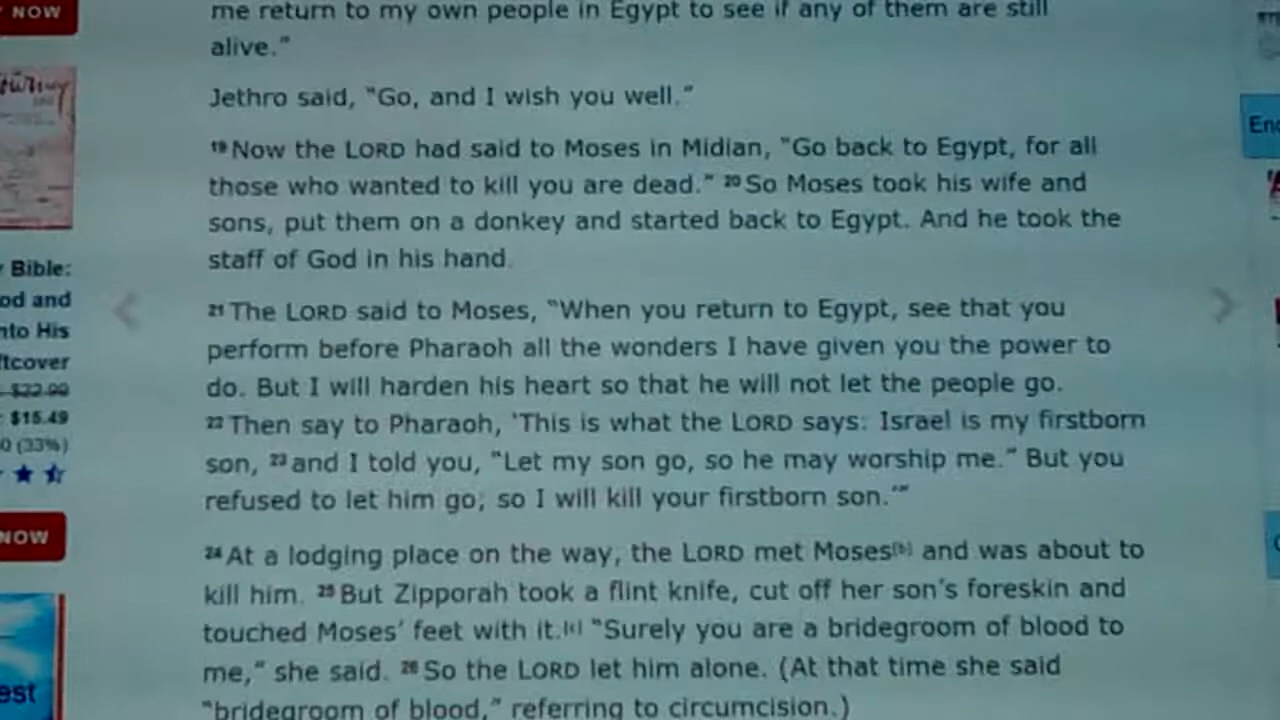 NOW
me return to my own people in Egypt to see if any of them are still
alive."
Jethro said, "Go, and I wish you well."
19 Now the LORD had said to Moses in Midian, "Go back to Egypt, for all
those who wanted to kill you are dead." 20 So Moses took his wife and
sons, put them on a donkey and started back to Egypt. And he took the
staff of God in his hand.
21 The LORD said to Moses, "When you return to Egypt, see that you
perform before Pharaoh all the wonders I have given you the power to
do. But I will harden his heart so that he will not let the people go.
22 Then say to Pharaoh, 'This is what the LORD says: Israel is my firstborn
son, 23 and I told you, "Let my son go, so he may worship me." But you
refused to let him go; so I will kill your firstborn son.'"
24 At a lodging place on the way, the LORD met Moses[b] and was about to
kill him. 25 But Zipporah took a flint knife, cut off her son's foreskin and
touched Moses' feet with it.[c] "Surely you are a bridegroom of blood to
me," she said. 26 So the LORD let him alone. (At that time she said
"bridegroom of blood," referring to circumcision.)
Bible:
od and
nto His
ftcover
$22.99
$15.49
0 (33%)
NOW
est
Enc